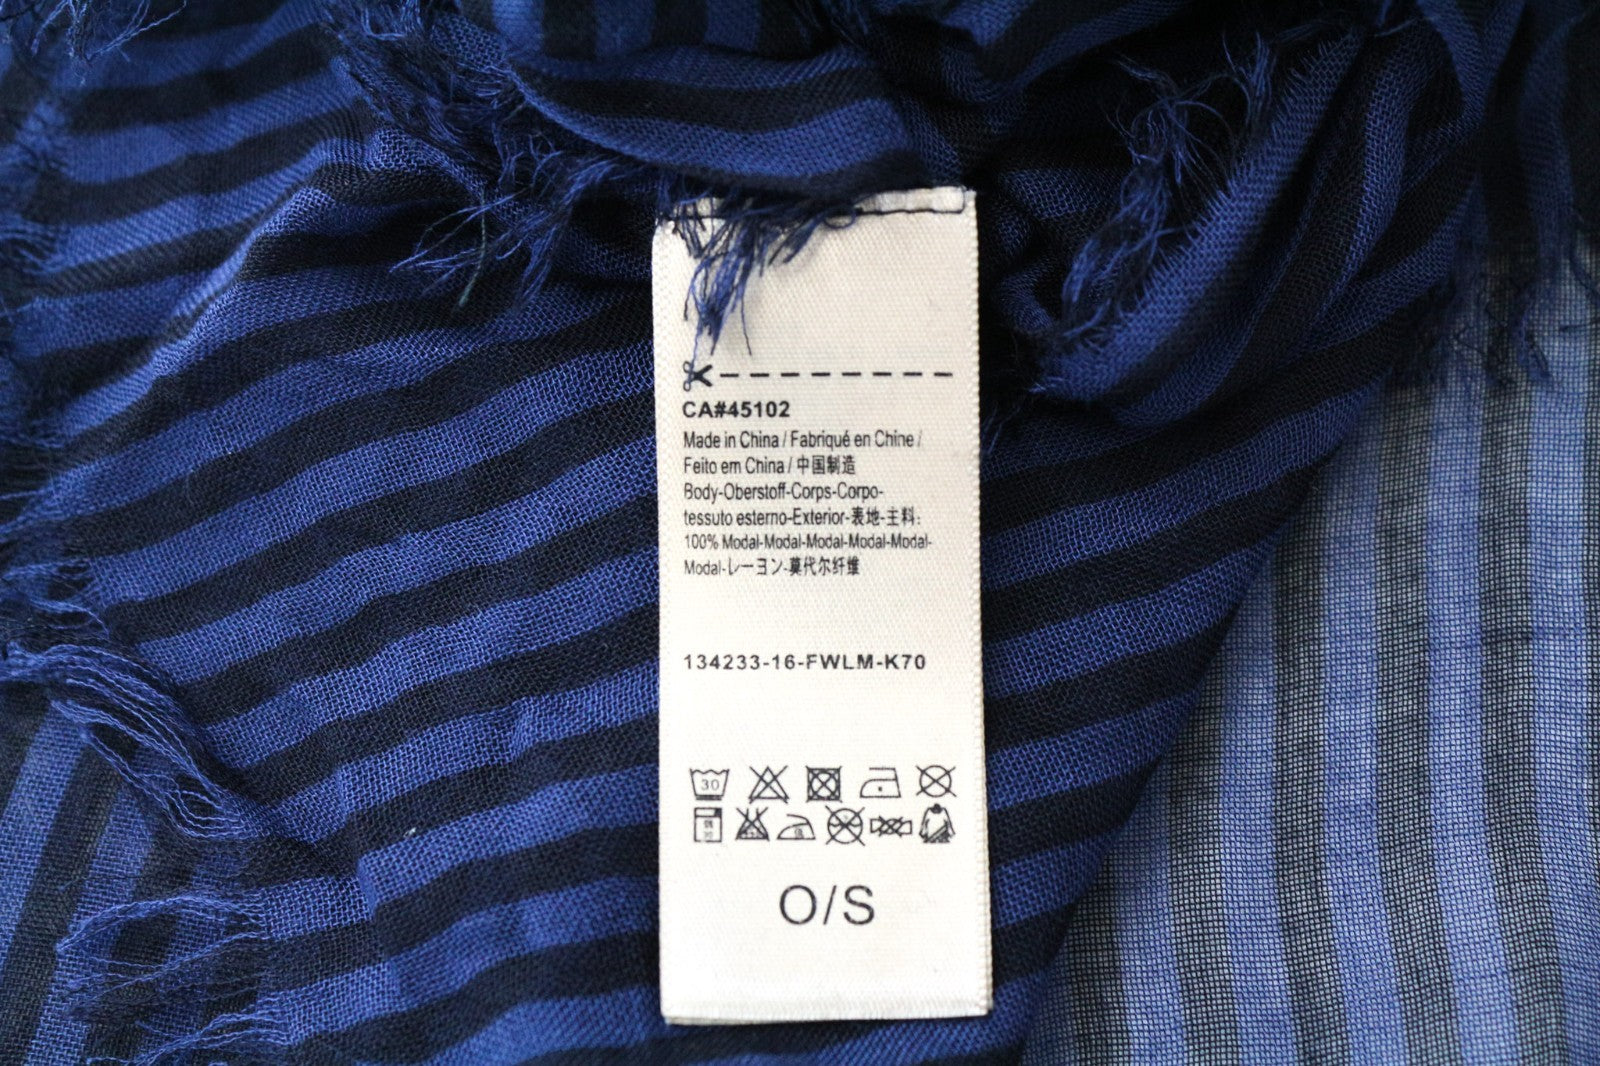 CA#45102
Made in China / Fabriqué en Chine /
Feito em China / 中国制造
Body-Oberstoff-Corps-Corpo-
tessuto esterno-Exterior-表地-主料:
100% Modal-Modal-Modal-Modal-Modal-
Modal-レーヨン-莫代尔纤维
134233-16-FWLM-K70
30
O/S